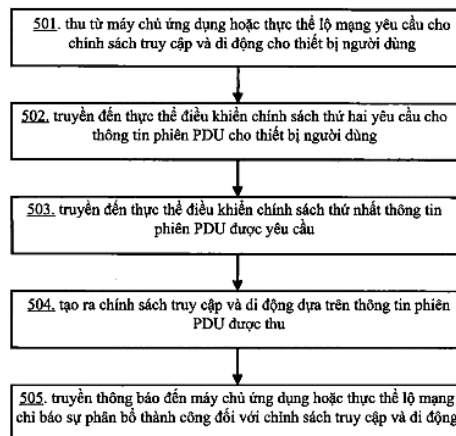 501. thu từ máy chủ ứng dụng hoặc thực thể lộ mạng yêu cầu cho
chính sách truy cập và di động cho thiết bị người dùng
502. truyền đến thực thể điều khiển chính sách thứ hai yêu cầu cho
thông tin phiên PDU cho thiết bị người dùng
503. truyền đến thực thể điều khiển chính sách thứ nhất thông tin
phiên PDU được yêu cầu
504. tạo ra chính sách truy cập và di động dựa trên thông tin phiên
PDU được thu
505. truyền thông báo đến máy chủ ứng dụng hoặc thực thể lộ mạng
chỉ báo sự phân bổ thành công đối với chính sách truy cập và di động